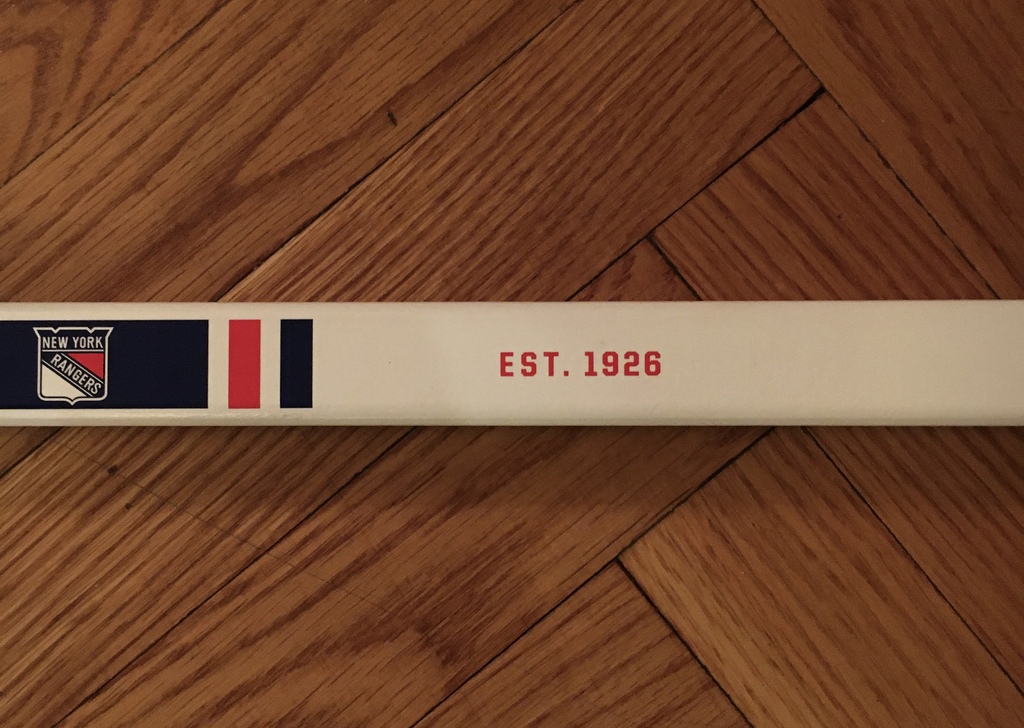 NEW YORK
RANGERS
EST. 1926